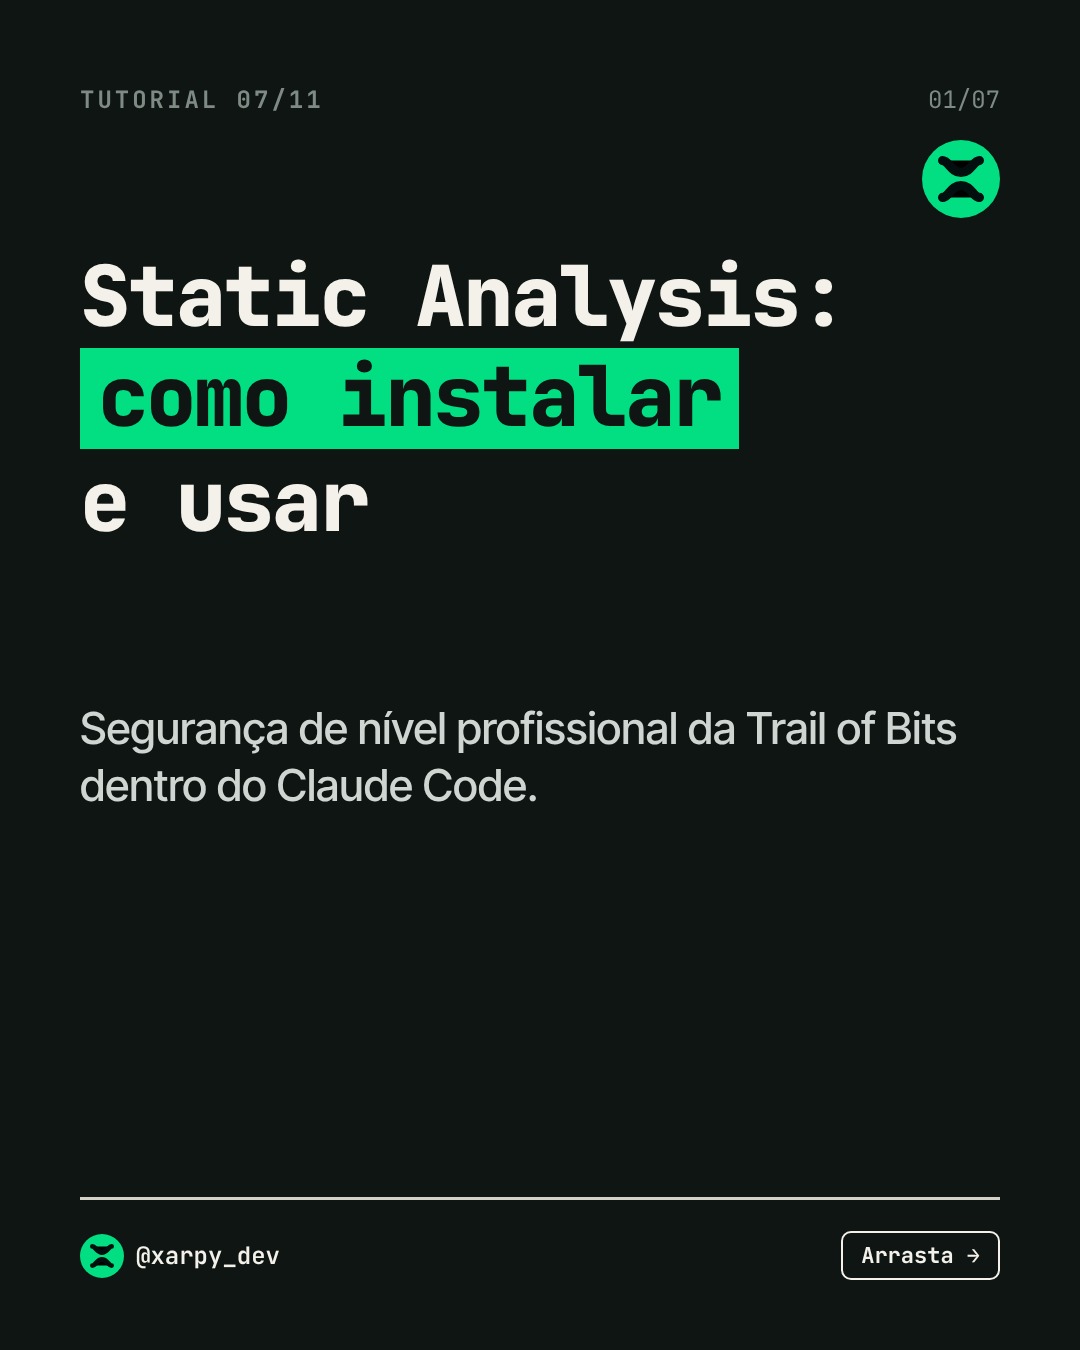 TUTORIAL 07/11
01/07
Static Analysis:
como instalar
e usar
Segurança de nível profissional da Trail of Bits
dentro do Claude Code.
@xarpy_dev
Arrasta →